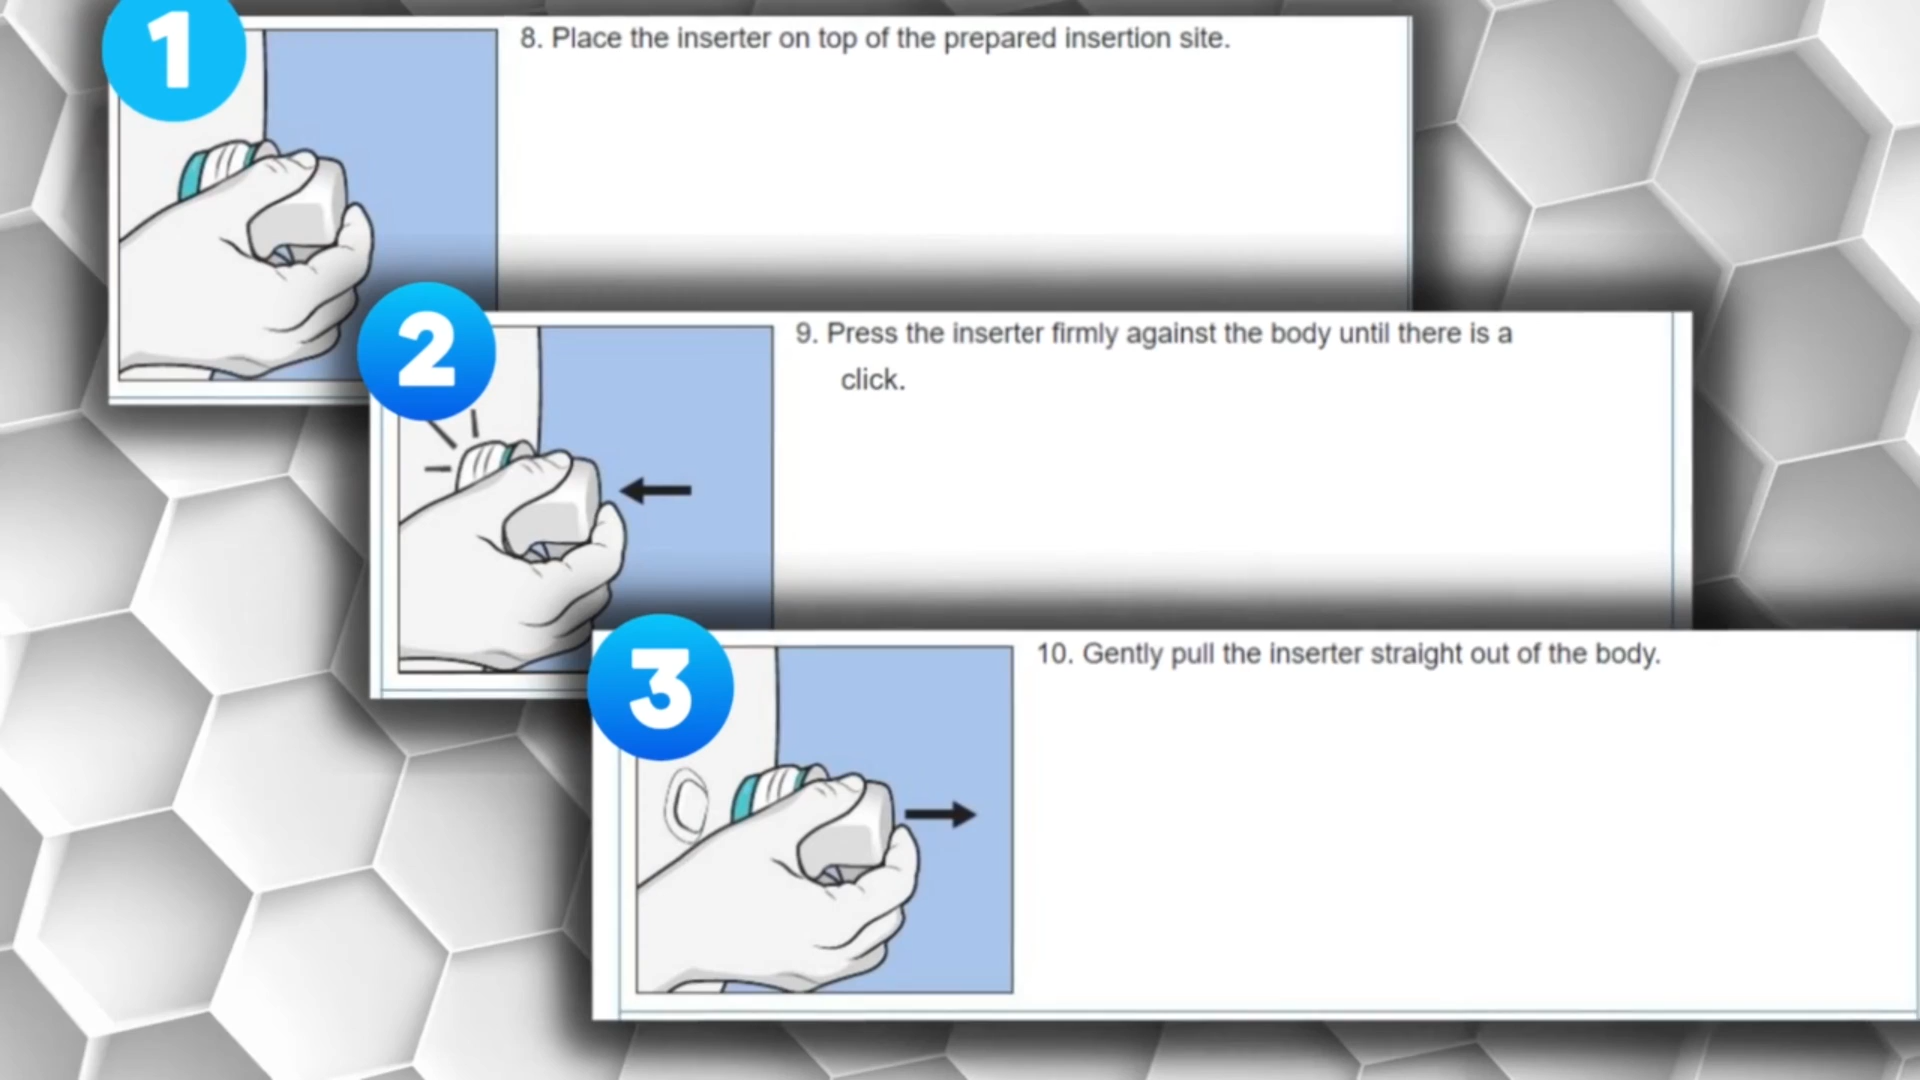 1
8. Place the inserter on top of the prepared insertion site.
2
9. Press the inserter firmly against the body until there is a
click.
3
10. Gently pull the inserter straight out of the body.